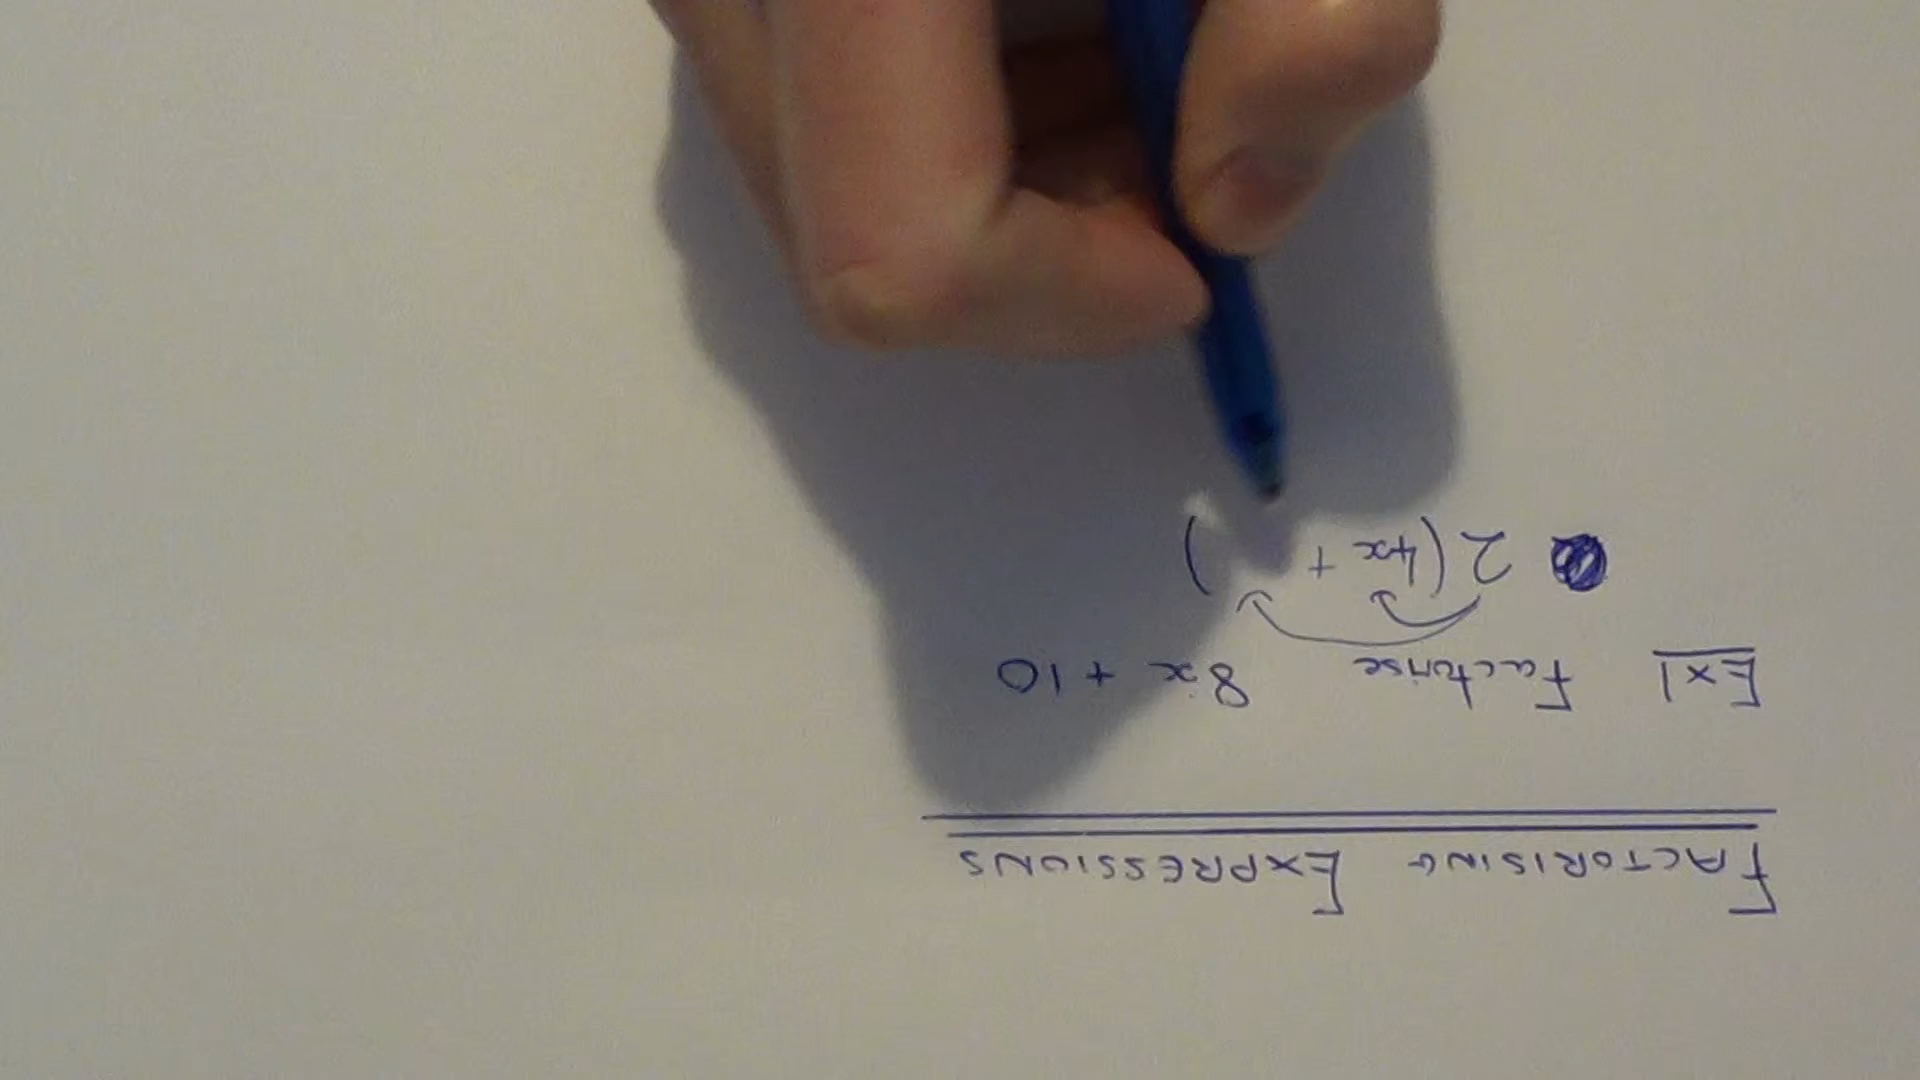 FACTORISING EXPRESSIONS
Ex1 Factorise 8x + 10
2(4x + )